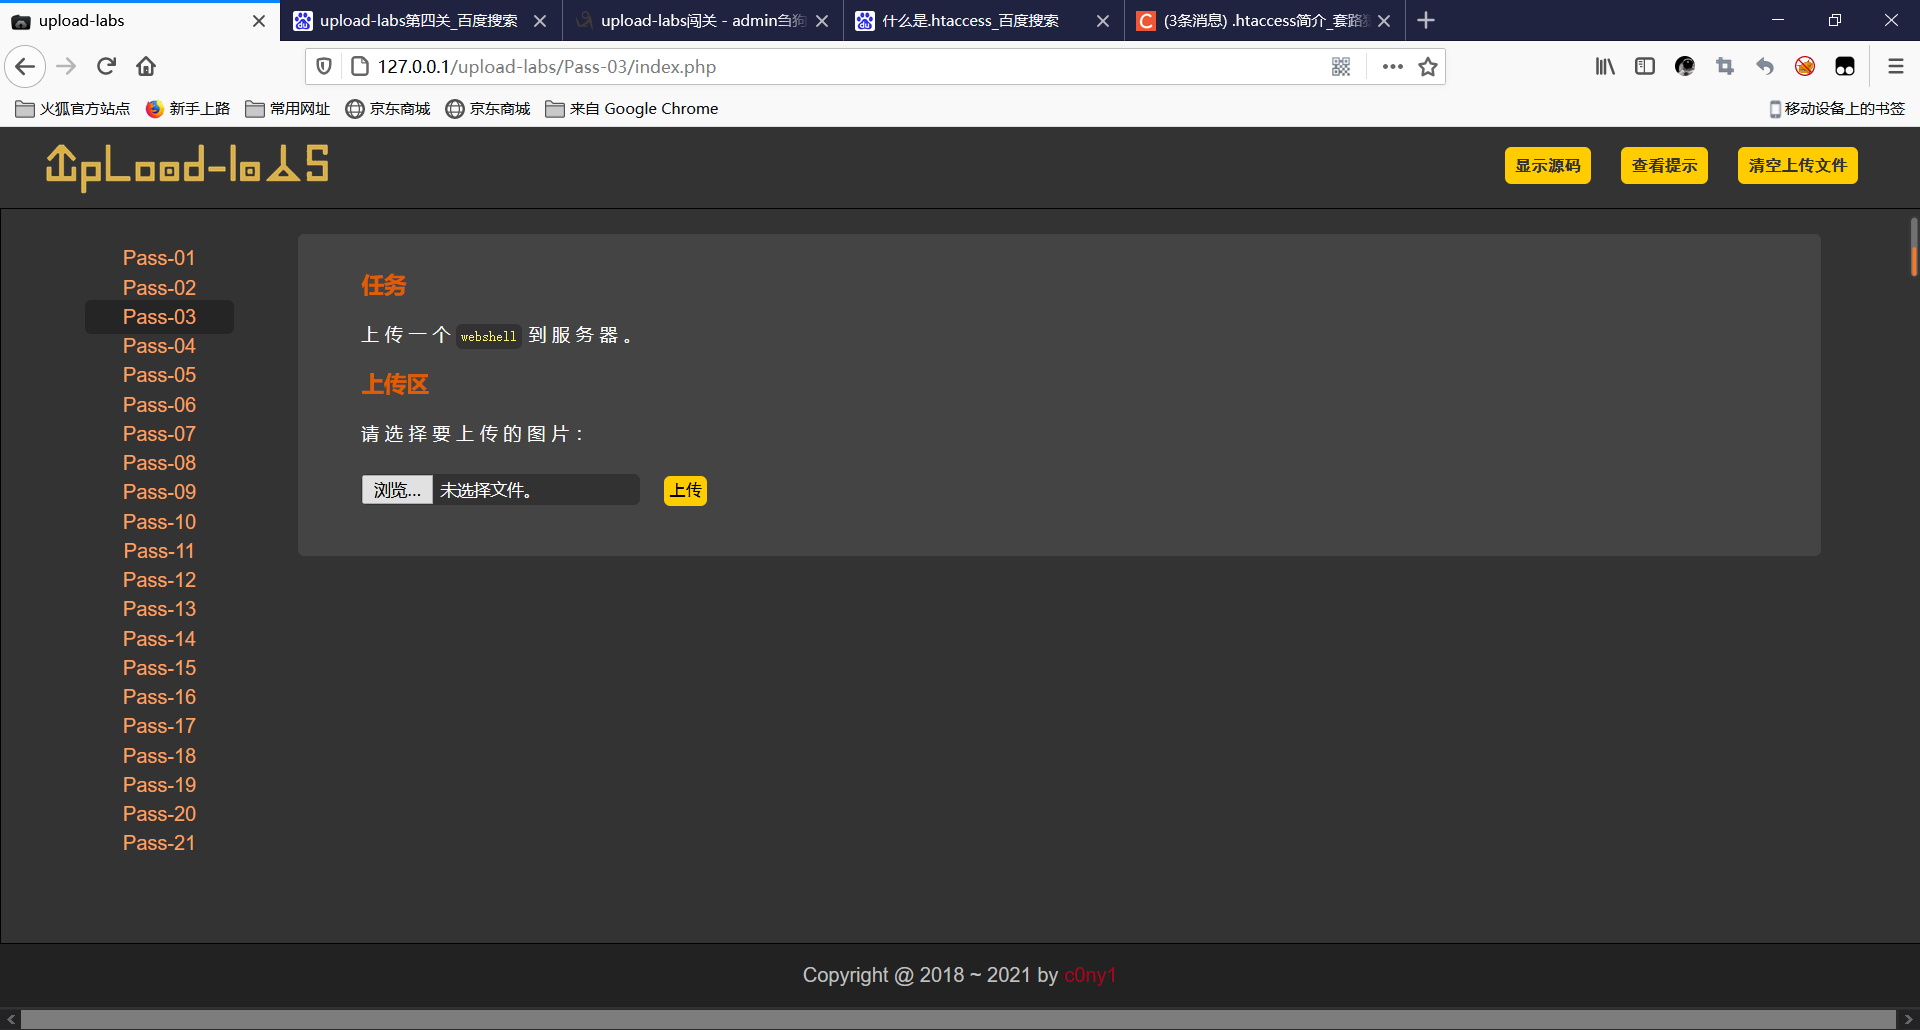 upload-labs
upload-labs第四关_百度搜索
upload-labs闯关 - admin刍狗
什么是.htaccess_百度搜索
(3条消息) .htaccess简介_套路
127.0.0.1/upload-labs/Pass-03/index.php
火狐官方站点 新手上路 常用网址 京东商城 京东商城 来自 Google Chrome 移动设备上的书签
UpLoad-labS
显示源码 查看提示 清空上传文件
Pass-01
Pass-02
Pass-03
Pass-04
Pass-05
Pass-06
Pass-07
Pass-08
Pass-09
Pass-10
Pass-11
Pass-12
Pass-13
Pass-14
Pass-15
Pass-16
Pass-17
Pass-18
Pass-19
Pass-20
Pass-21
任务
上传一个 webshell 到服务器。
上传区
请选择要上传的图片：
浏览... 未选择文件。 上传
Copyright @ 2018 ~ 2021 by c0ny1